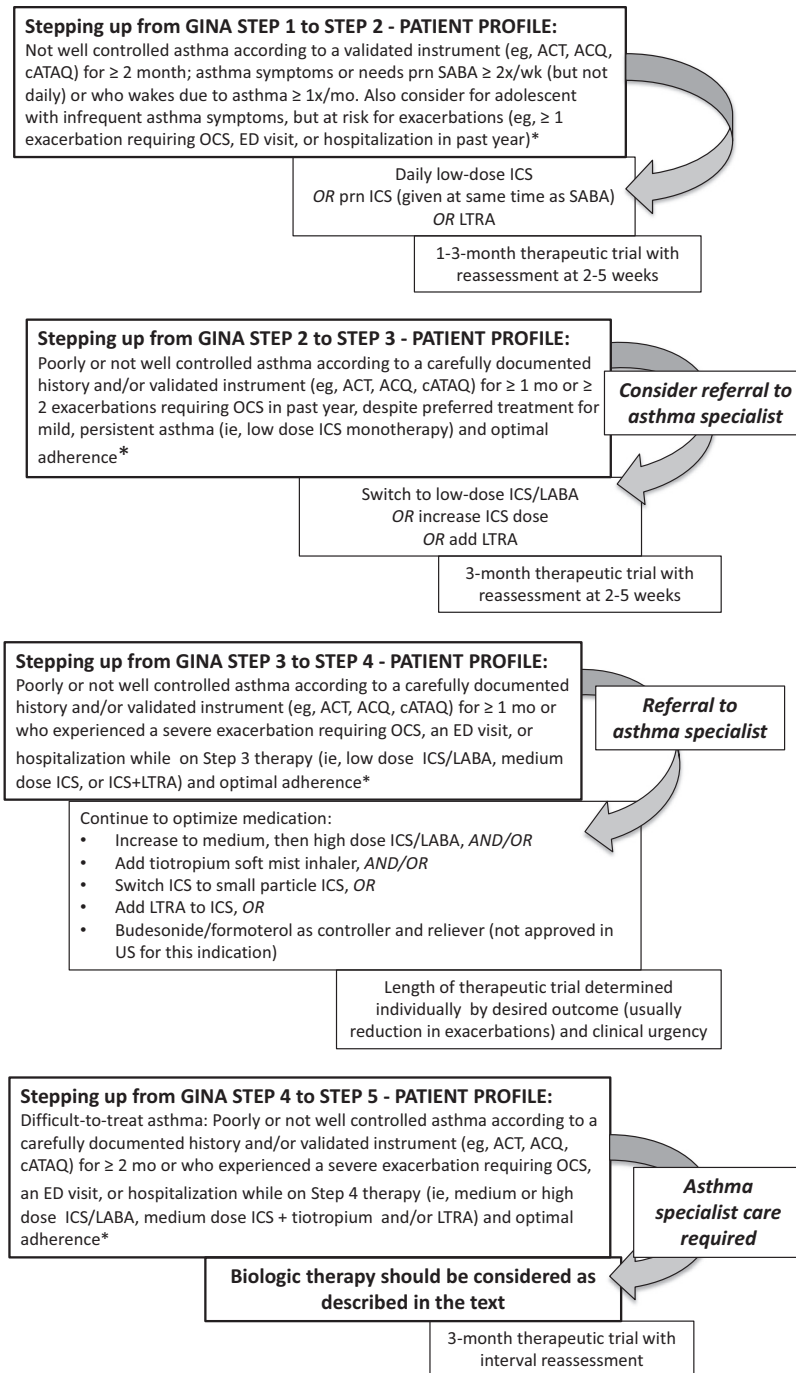 Stepping up from GINA STEP 1 to STEP 2 - PATIENT PROFILE:
Not well controlled asthma according to a validated instrument (eg, ACT, ACQ,
cATAQ) for ≥ 2 month; asthma symptoms or needs prn SABA ≥ 2x/wk (but not
daily) or who wakes due to asthma ≥ 1x/mo. Also consider for adolescent
with infrequent asthma symptoms, but at risk for exacerbations (eg, ≥ 1
exacerbation requiring OCS, ED visit, or hospitalization in past year)*
Daily low-dose ICS
OR prn ICS (given at same time as SABA)
OR LTRA
1-3-month therapeutic trial with
reassessment at 2-5 weeks
Stepping up from GINA STEP 2 to STEP 3 - PATIENT PROFILE:
Poorly or not well controlled asthma according to a carefully documented
history and/or validated instrument (eg, ACT, ACQ, cATAQ) for ≥ 1 mo or ≥
2 exacerbations requiring OCS in past year, despite preferred treatment for
mild, persistent asthma (ie, low dose ICS monotherapy) and optimal
adherence*
Consider referral to
asthma specialist
Switch to low-dose ICS/LABA
OR increase ICS dose
OR add LTRA
3-month therapeutic trial with
reassessment at 2-5 weeks
Stepping up from GINA STEP 3 to STEP 4 - PATIENT PROFILE:
Poorly or not well controlled asthma according to a carefully documented
history and/or validated instrument (eg, ACT, ACQ, cATAQ) for ≥ 1 mo or
who experienced a severe exacerbation requiring OCS, an ED visit, or
hospitalization while on Step 3 therapy (ie, low dose ICS/LABA, medium
dose ICS, or ICS+LTRA) and optimal adherence*
Referral to
asthma specialist
Continue to optimize medication:
• Increase to medium, then high dose ICS/LABA, AND/OR
• Add tiotropium soft mist inhaler, AND/OR
• Switch ICS to small particle ICS, OR
• Add LTRA to ICS, OR
• Budesonide/formoterol as controller and reliever (not approved in
US for this indication)
Length of therapeutic trial determined
individually by desired outcome (usually
reduction in exacerbations) and clinical urgency
Stepping up from GINA STEP 4 to STEP 5 - PATIENT PROFILE:
Difficult-to-treat asthma: Poorly or not well controlled asthma according to a
carefully documented history and/or validated instrument (eg, ACT, ACQ,
cATAQ) for ≥ 2 mo or who experienced a severe exacerbation requiring OCS,
an ED visit, or hospitalization while on Step 4 therapy (ie, medium or high
dose ICS/LABA, medium dose ICS + tiotropium and/or LTRA) and optimal
adherence*
Asthma
specialist care
required
Biologic therapy should be considered as
described in the text
3-month therapeutic trial with
interval reassessment